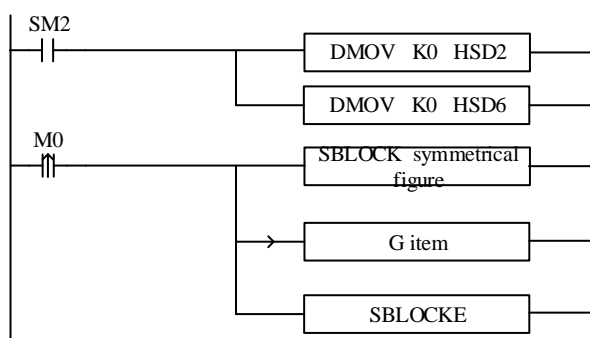 SM2
DMOV K0 HSD2
DMOV K0 HSD6
M0
SBLOCK symmetrical
figure
G item
SBLOCKE